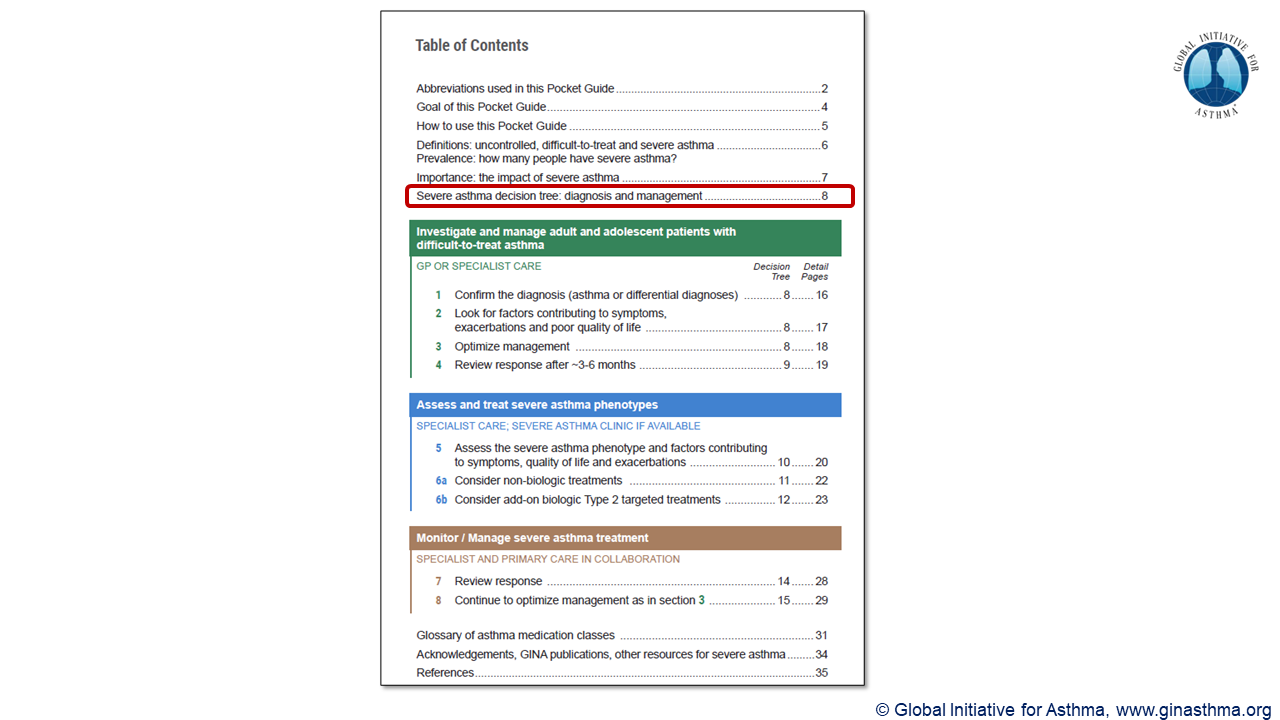 Table of Contents
GLOBAL INITIATIVE FOR
ASTHMA
Abbreviations used in this Pocket Guide ........ 2
Goal of this Pocket Guide ........ 4
How to use this Pocket Guide ........ 5
Definitions: uncontrolled, difficult-to-treat and severe asthma ........ 6
Prevalence: how many people have severe asthma?
Importance: the impact of severe asthma ........ 7
Severe asthma decision tree: diagnosis and management ........ 8
Investigate and manage adult and adolescent patients with
difficult-to-treat asthma
GP OR SPECIALIST CARE
Decision Detail
Tree Pages
1 Confirm the diagnosis (asthma or differential diagnoses) ........ 8 ....... 16
2 Look for factors contributing to symptoms,
exacerbations and poor quality of life ........ 8 ....... 17
3 Optimize management ........ 8 ....... 18
4 Review response after ~3-6 months ........ 9 ....... 19
Assess and treat severe asthma phenotypes
SPECIALIST CARE; SEVERE ASTHMA CLINIC IF AVAILABLE
5 Assess the severe asthma phenotype and factors contributing
to symptoms, quality of life and exacerbations ........ 10 ....... 20
6a Consider non-biologic treatments ........ 11 ....... 22
6b Consider add-on biologic Type 2 targeted treatments ........ 12 ....... 23
Monitor / Manage severe asthma treatment
SPECIALIST AND PRIMARY CARE IN COLLABORATION
7 Review response ........ 14 ....... 28
8 Continue to optimize management as in section 3 ........ 15 ....... 29
Glossary of asthma medication classes ........ 31
Acknowledgements, GINA publications, other resources for severe asthma ........ 34
References ........ 35
© Global Initiative for Asthma, www.ginasthma.org